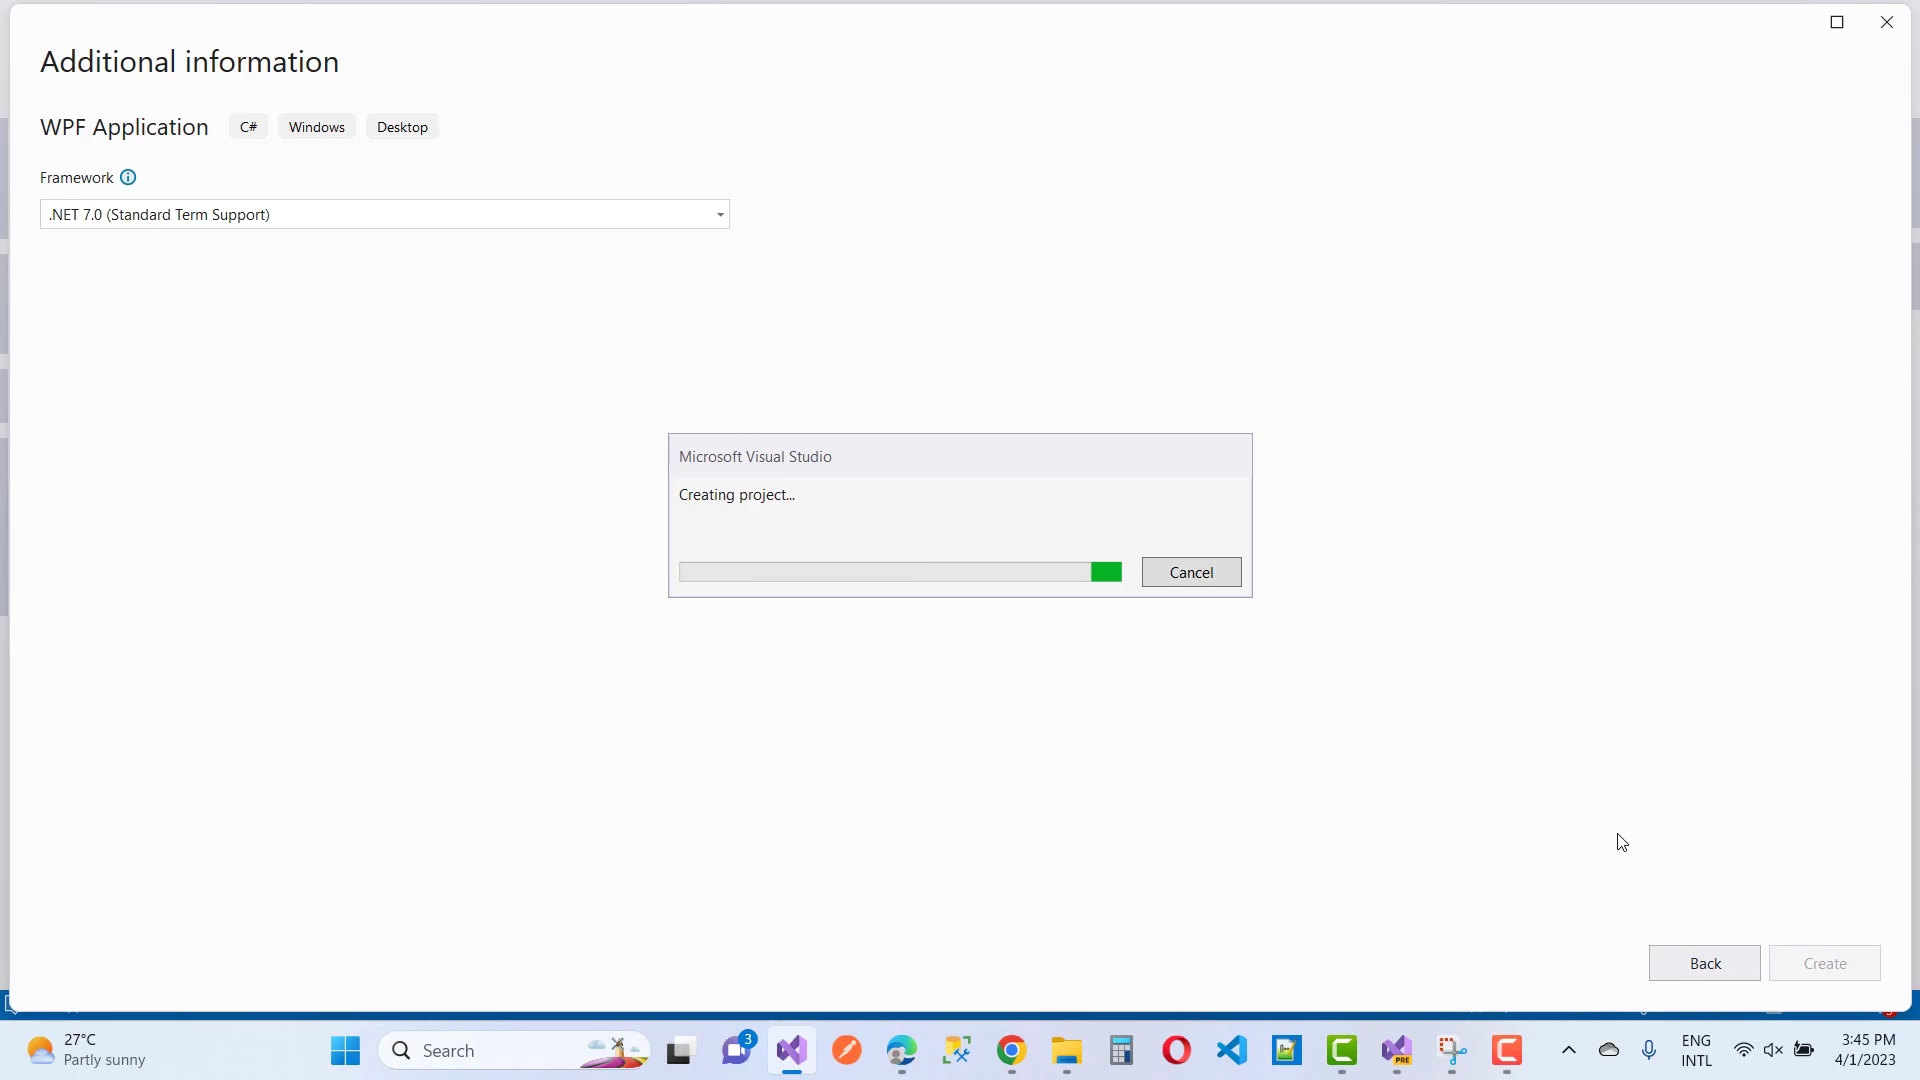 Additional information
WPF Application C# Windows Desktop
Framework
.NET 7.0 (Standard Term Support)
Microsoft Visual Studio
Creating project...
Cancel
Back Create
27°C
Partly sunny
Search
3
PRE
ENG
INTL
3:45 PM
4/1/2023